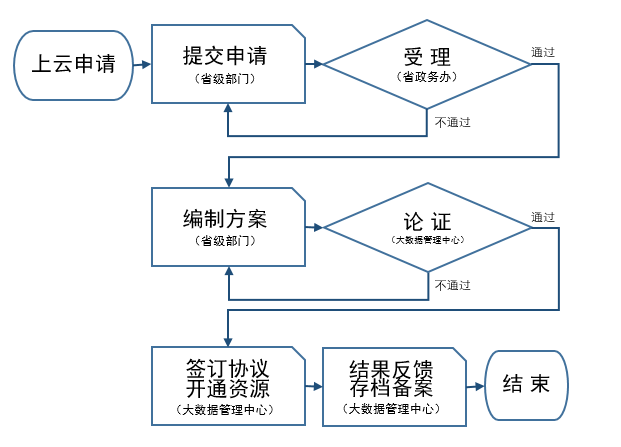 上云申请
提交申请
（省级部门）
受 理
（省政务办）
通过
不通过
编制方案
（省级部门）
论 证
（大数据管理中心）
通过
不通过
签订协议
开通资源
（大数据管理中心）
结果反馈
存档备案
（大数据管理中心）
结 束